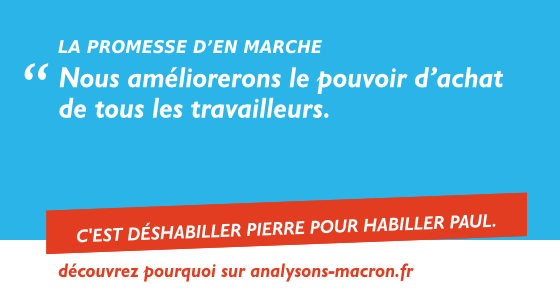 LA PROMESSE D’EN MARCHE
“ Nous améliorerons le pouvoir d’achat
de tous les travailleurs.
C'EST DÉSHABILLER PIERRE POUR HABILLER PAUL.
découvrez pourquoi sur analysons-macron.fr